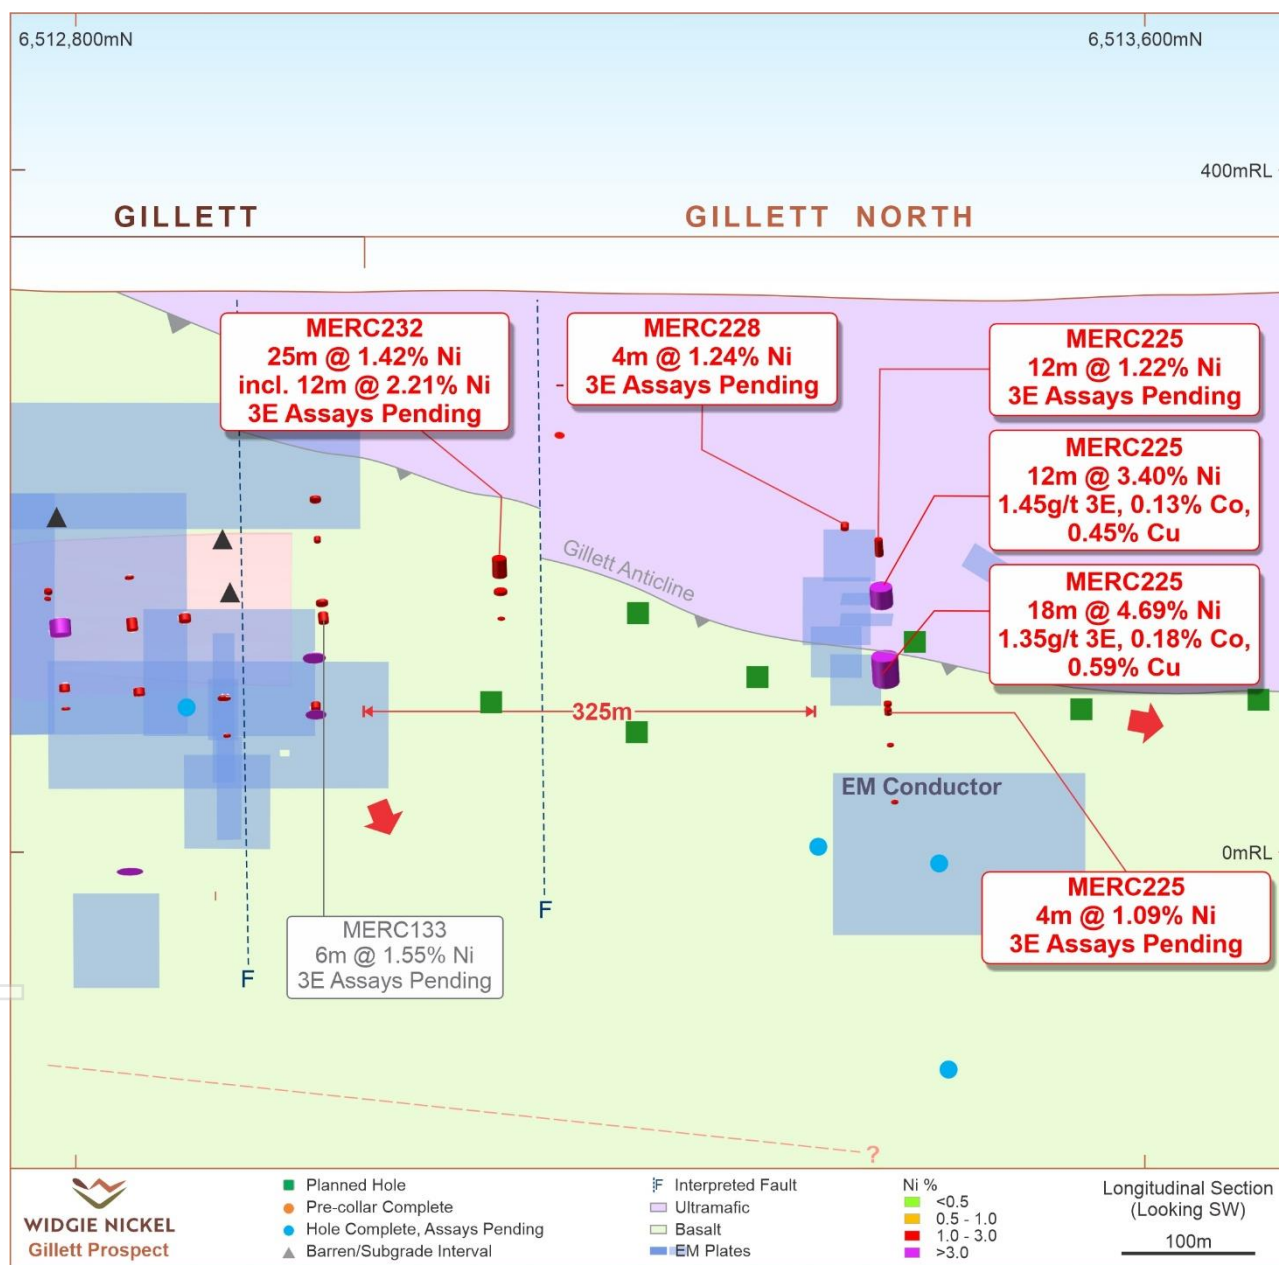 6,512,800mN
6,513,600mN
400mRL
GILLETT
GILLETT NORTH
MERC232
25m @ 1.42% Ni
incl. 12m @ 2.21% Ni
3E Assays Pending
MERC228
4m @ 1.24% Ni
3E Assays Pending
MERC225
12m @ 1.22% Ni
3E Assays Pending
MERC225
12m @ 3.40% Ni
1.45g/t 3E, 0.13% Co,
0.45% Cu
Gillett Anticline
MERC225
18m @ 4.69% Ni
1.35g/t 3E, 0.18% Co,
0.59% Cu
325m
EM Conductor
0mRL
MERC225
4m @ 1.09% Ni
3E Assays Pending
F
MERC133
6m @ 1.55% Ni
3E Assays Pending
F
?
WIDGIE NICKEL
Gillett Prospect
Planned Hole
Pre-collar Complete
Hole Complete, Assays Pending
Barren/Subgrade Interval
F Interpreted Fault
Ultramafic
Basalt
EM Plates
Ni %
<0.5
0.5 - 1.0
1.0 - 3.0
>3.0
Longitudinal Section
(Looking SW)
100m